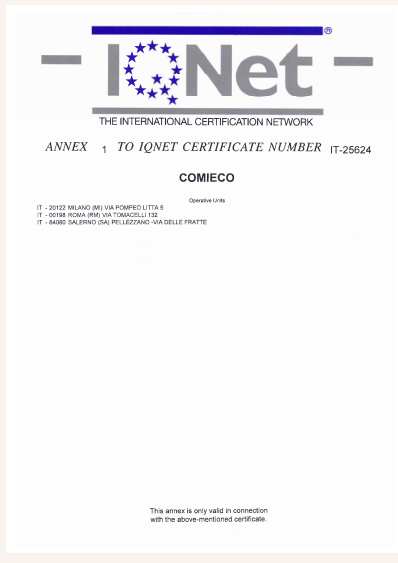 IQNet®
THE INTERNATIONAL CERTIFICATION NETWORK
ANNEX 1 TO IQNET CERTIFICATE NUMBER IT-25624
COMIECO
Operative Units
IT - 20122 MILANO (MI) VIA POMPEO LITTA 5
IT - 00198 ROMA (RM) VIA TOMACELLI 132
IT - 84080 SALERNO (SA) PELLEZZANO -VIA DELLE FRATTE
This annex is only valid in connection
with the above-mentioned certificate.